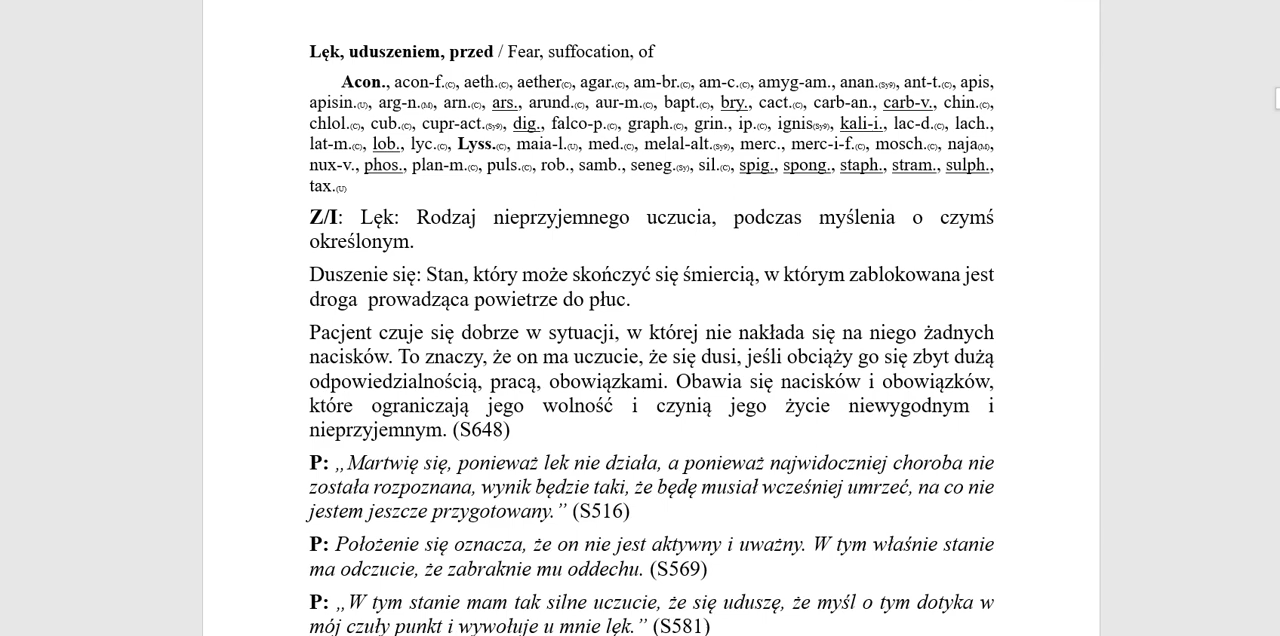 Lęk, uduszeniem, przed / Fear, suffocation, of
Acon., acon-f.(C), aeth.(C), aether(C), agar.(C), am-br.(C), am-c.(C), amyg-am., anan.(Sy9), ant-t.(C), apis,
apisin.(U), arg-n.(M), arn.(C), ars., arund.(C), aur-m.(C), bapt.(C), bry., cact.(C), carb-an., carb-v., chin.(C),
chlol.(C), cub.(C), cupr-act.(Sy9), dig., falco-p.(C), graph.(C), grin., ip.(C), ignis(Sy9), kali-i., lac-d.(C), lach.,
lat-m.(C), lob., lyc.(C), Lyss.(C), maia-l.(U), med.(C), melal-alt.(Sy9), merc., merc-i-f.(C), mosch.(C), naja(M),
nux-v., phos., plan-m.(C), puls.(C), rob., samb., seneg.(Sy), sil.(C), spig., spong., staph., stram., sulph.,
tax.(U)
Z/I: Lęk: Rodzaj nieprzyjemnego uczucia, podczas myślenia o czymś
określonym.
Duszenie się: Stan, który może skończyć się śmiercią, w którym zablokowana jest
droga  prowadząca powietrze do płuc.
Pacjent czuje się dobrze w sytuacji, w której nie nakłada się na niego żadnych
nacisków. To znaczy, że on ma uczucie, że się dusi, jeśli obciąży go się zbyt dużą
odpowiedzialnością, pracą, obowiązkami. Obawia się nacisków i obowiązków,
które ograniczają jego wolność i czynią jego życie niewygodnym i
nieprzyjemnym. (S648)
P: „Martwię się, ponieważ lek nie działa, a ponieważ najwidoczniej choroba nie
została rozpoznana, wynik będzie taki, że będę musiał wcześniej umrzeć, na co nie
jestem jeszcze przygotowany.” (S516)
P: Położenie się oznacza, że on nie jest aktywny i uważny. W tym właśnie stanie
ma odczucie, że zabraknie mu oddechu. (S569)
P: „W tym stanie mam tak silne uczucie, że się uduszę, że myśl o tym dotyka w
mój czuły punkt i wywołuje u mnie lęk.” (S581)